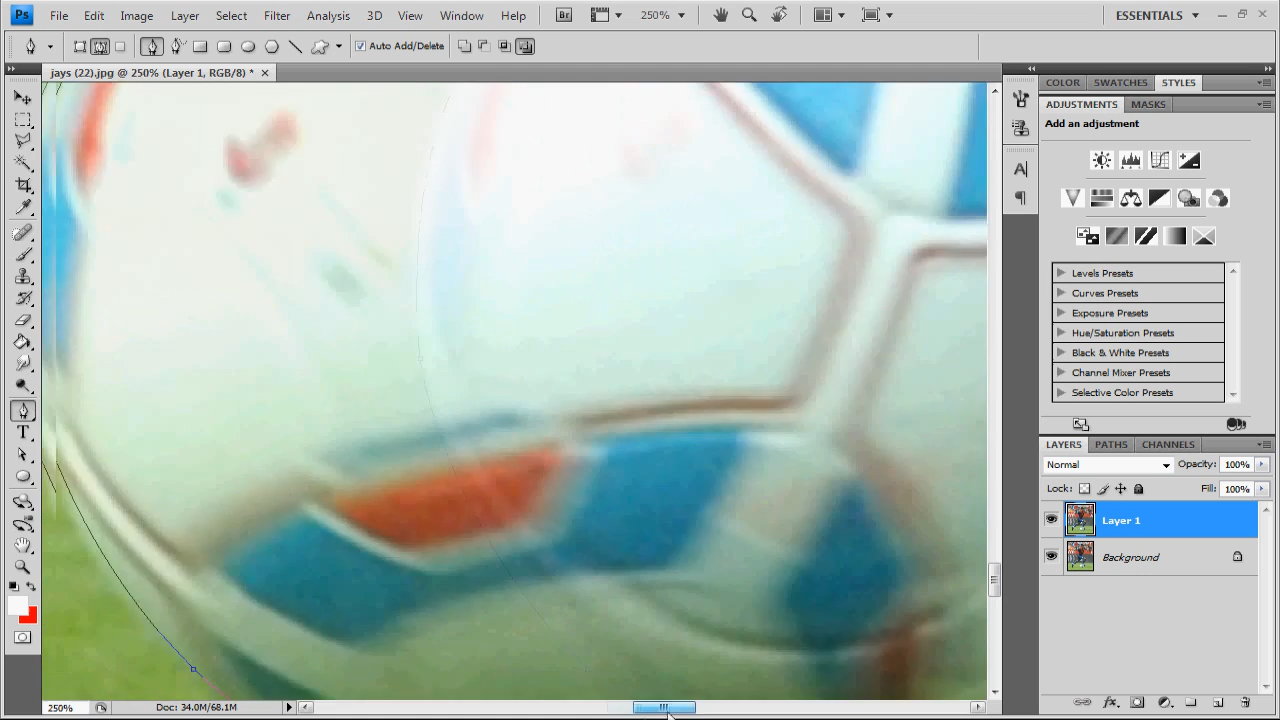 Ps File Edit Image Layer Select Filter Analysis 3D View Window Help Br 250% ESSENTIALS
Auto Add/Delete
jays (22).jpg @ 250% (Layer 1, RGB/8) *
COLOR SWATCHES STYLES
ADJUSTMENTS MASKS
Add an adjustment
Levels Presets
Curves Presets
Exposure Presets
Hue/Saturation Presets
Black & White Presets
Channel Mixer Presets
Selective Color Presets
LAYERS PATHS CHANNELS
Normal Opacity: 100%
Lock: Fill: 100%
Layer 1
Background
250% Doc: 34.0M/68.1M